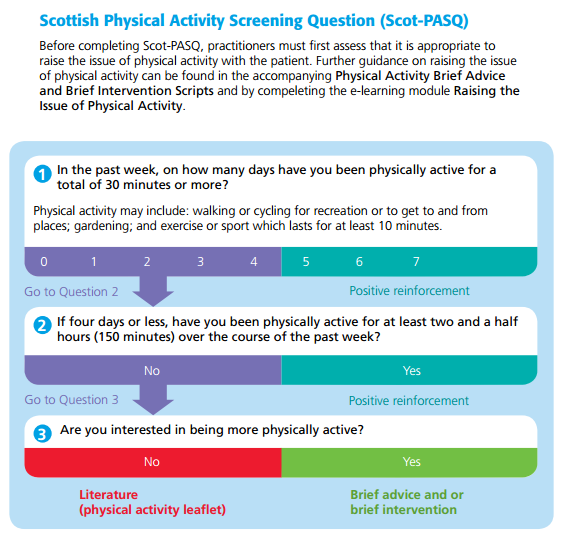 Scottish Physical Activity Screening Question (Scot-PASQ)
Before completing Scot-PASQ, practitioners must first assess that it is appropriate to
raise the issue of physical activity with the patient. Further guidance on raising the issue
of physical activity can be found in the accompanying Physical Activity Brief Advice
and Brief Intervention Scripts and by compeleting the e-learning module Raising the
Issue of Physical Activity.
1 In the past week, on how many days have you been physically active for a
total of 30 minutes or more?
Physical activity may include: walking or cycling for recreation or to get to and from
places; gardening; and exercise or sport which lasts for at least 10 minutes.
0 1 2 3 4 5 6 7
Go to Question 2 Positive reinforcement
2 If four days or less, have you been physically active for at least two and a half
hours (150 minutes) over the course of the past week?
No Yes
Go to Question 3 Positive reinforcement
3 Are you interested in being more physically active?
No Yes
Literature Brief advice and or
(physical activity leaflet) brief intervention